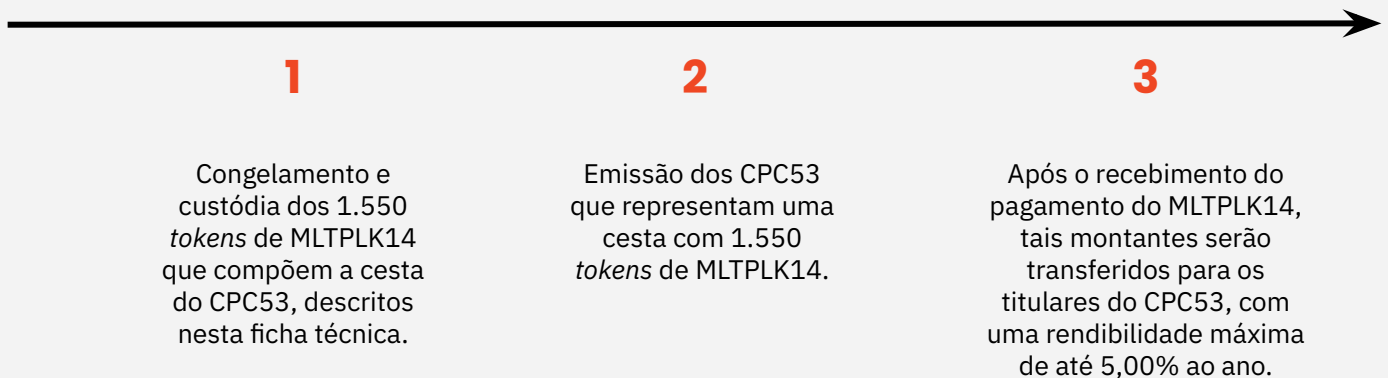 1
Congelamento e
custódia dos 1.550
tokens de MLTPLK14
que compõem a cesta
do CPC53, descritos
nesta ficha técnica.
2
Emissão dos CPC53
que representam uma
cesta com 1.550
tokens de MLTPLK14.
3
Após o recebimento do
pagamento do MLTPLK14,
tais montantes serão
transferidos para os
titulares do CPC53, com
uma rendibilidade máxima
de até 5,00% ao ano.